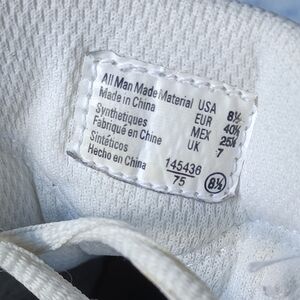 All Man Made Material USA 8½
Made in China EUR 40½
Synthetiques MEX 25½
Fabriqué en Chine UK 7
Sintéticos
Hecho en China 145436
75 8½